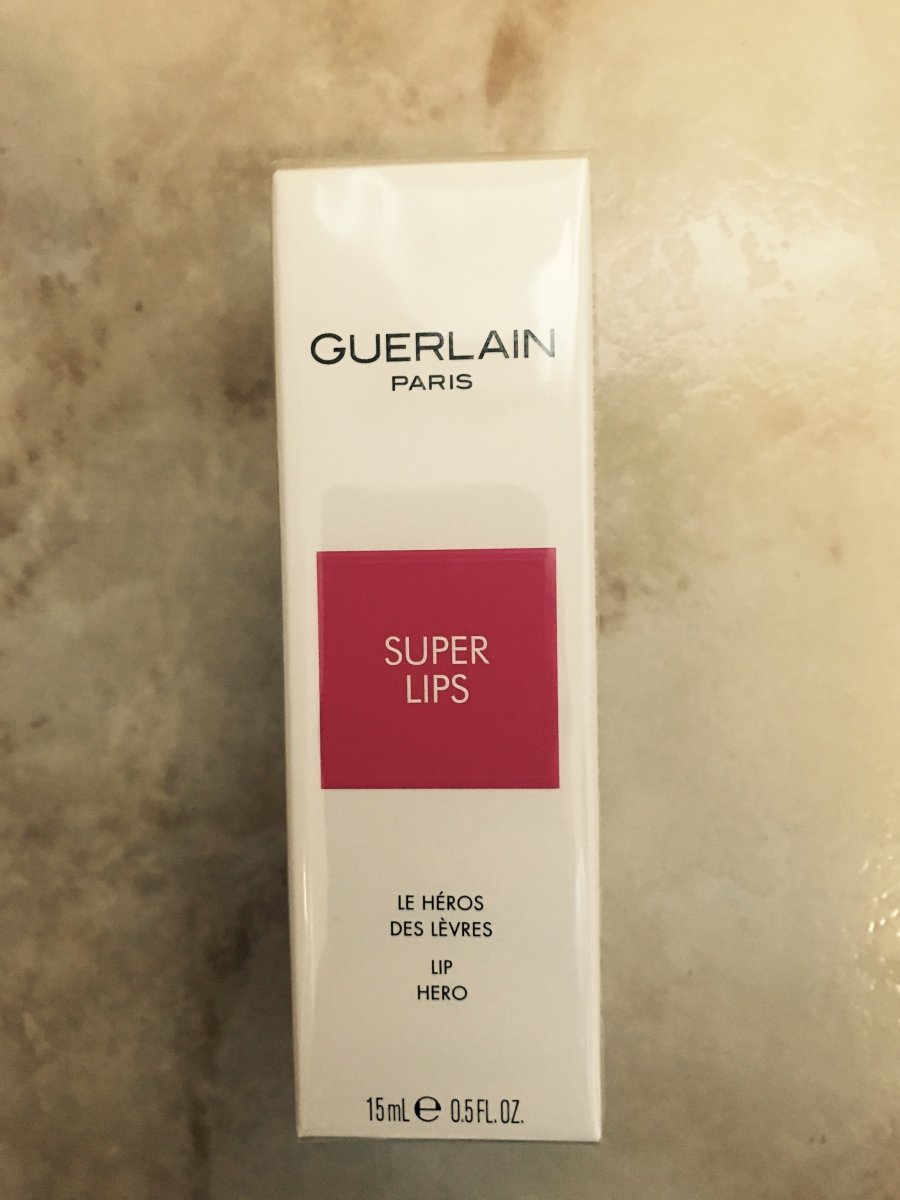 GUERLAIN
PARIS
SUPER
LIPS
LE HÉROS
DES LÈVRES
LIP
HERO
15mL ℮ 0.5FL.OZ.